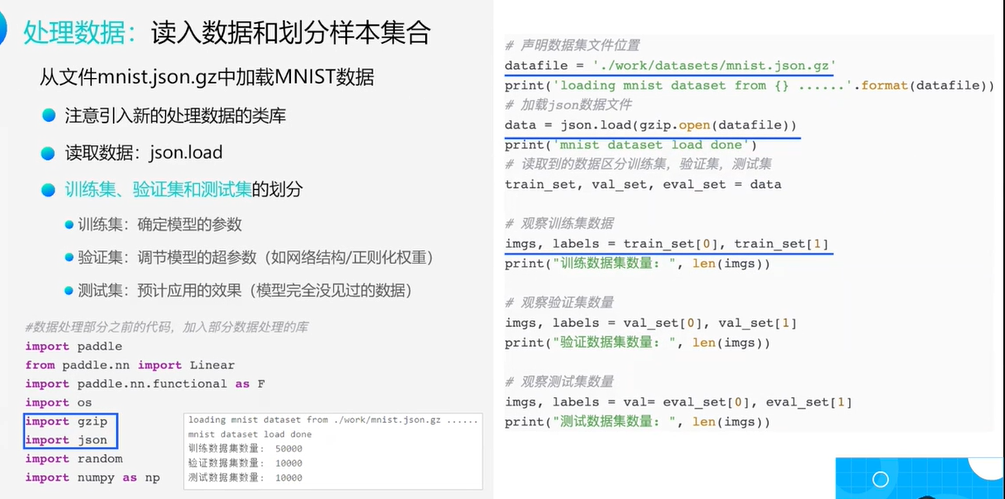 处理数据：读入数据和划分样本集合
从文件mnist.json.gz中加载MNIST数据
注意引入新的处理数据的类库
读取数据：json.load
训练集、验证集和测试集的划分
训练集：确定模型的参数
验证集：调节模型的超参数（如网络结构/正则化权重）
测试集：预计应用的效果（模型完全没见过的数据）
#数据处理部分之前的代码，加入部分数据处理的库
import paddle
from paddle.nn import Linear
import paddle.nn.functional as F
import os
import gzip
import json
import random
import numpy as np
loading mnist dataset from ./work/mnist.json.gz ......
mnist dataset load done
训练数据集数量： 50000
验证数据集数量： 10000
测试数据集数量： 10000
# 声明数据集文件位置
datafile = './work/datasets/mnist.json.gz'
print('loading mnist dataset from {} ......'.format(datafile))
# 加载json数据文件
data = json.load(gzip.open(datafile))
print('mnist dataset load done')
# 读取到的数据区分训练集，验证集，测试集
train_set, val_set, eval_set = data
# 观察训练集数据
imgs, labels = train_set[0], train_set[1]
print("训练数据集数量: ", len(imgs))
# 观察验证集数量
imgs, labels = val_set[0], val_set[1]
print("验证数据集数量: ", len(imgs))
# 观察测试集数量
imgs, labels = val= eval_set[0], eval_set[1]
print("测试数据集数量: ", len(imgs))